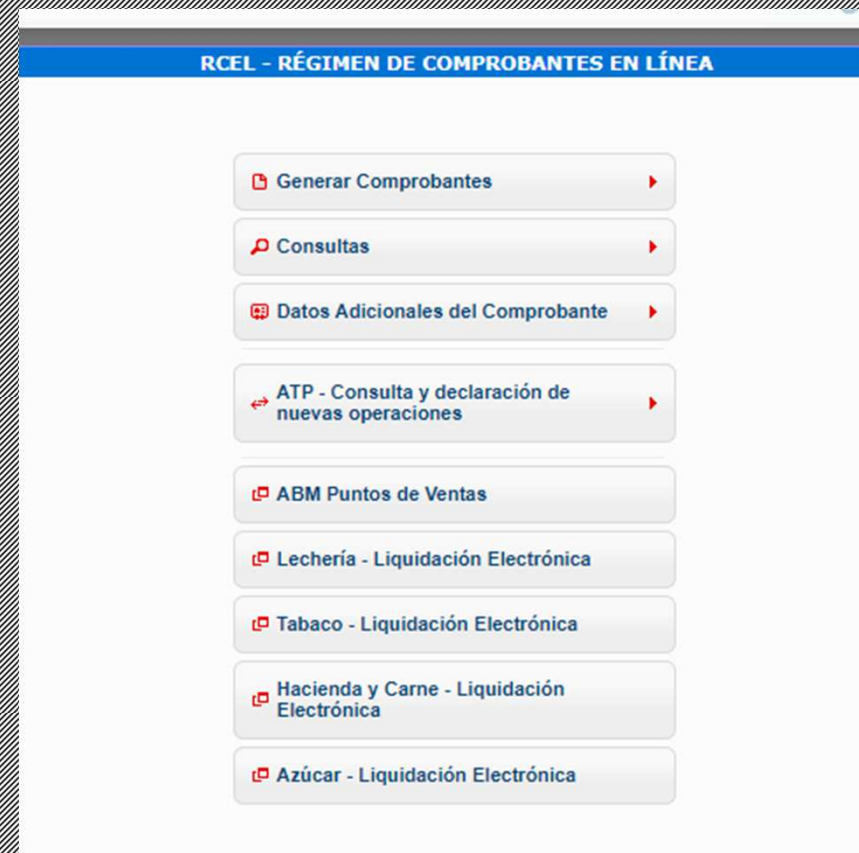 RCEL - RÉGIMEN DE COMPROBANTES EN LÍNEA
Generar Comprobantes
Consultas
Datos Adicionales del Comprobante
ATP - Consulta y declaración de
nuevas operaciones
ABM Puntos de Ventas
Lechería - Liquidación Electrónica
Tabaco - Liquidación Electrónica
Hacienda y Carne - Liquidación
Electrónica
Azúcar - Liquidación Electrónica